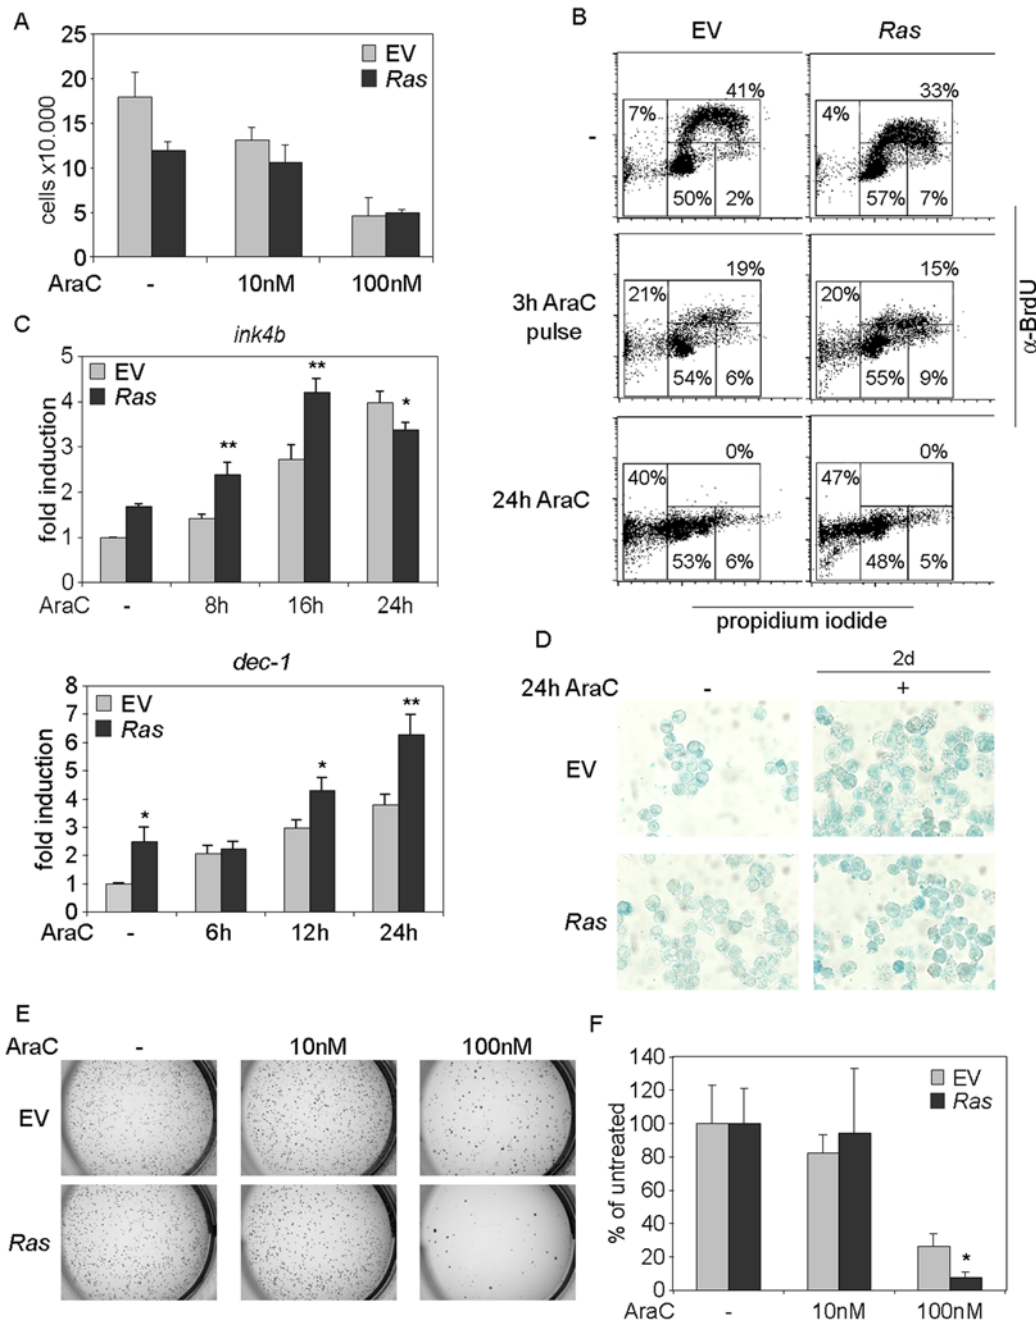 A
25
20
15
10
5
0
cells x10.000
EV
Ras
AraC - 10nM 100nM
B
EV Ras
-
7% 41%
50% 2%
4% 33%
57% 7%
3h AraC
pulse
21% 19%
54% 6%
20% 15%
55% 9%
24h AraC
40% 0%
53% 6%
47% 0%
48% 5%
α-BrdU
propidium iodide
C
ink4b
5
4
3
2
1
0
fold induction
EV
Ras
** ** *
AraC - 8h 16h 24h
dec-1
8
7
6
5
4
3
2
1
0
fold induction
EV
Ras
* * **
AraC - 6h 12h 24h
D
2d
24h AraC - +
EV
Ras
E
AraC - 10nM 100nM
EV
Ras
F
140
120
100
80
60
40
20
0
% of untreated
EV
Ras
*
AraC - 10nM 100nM